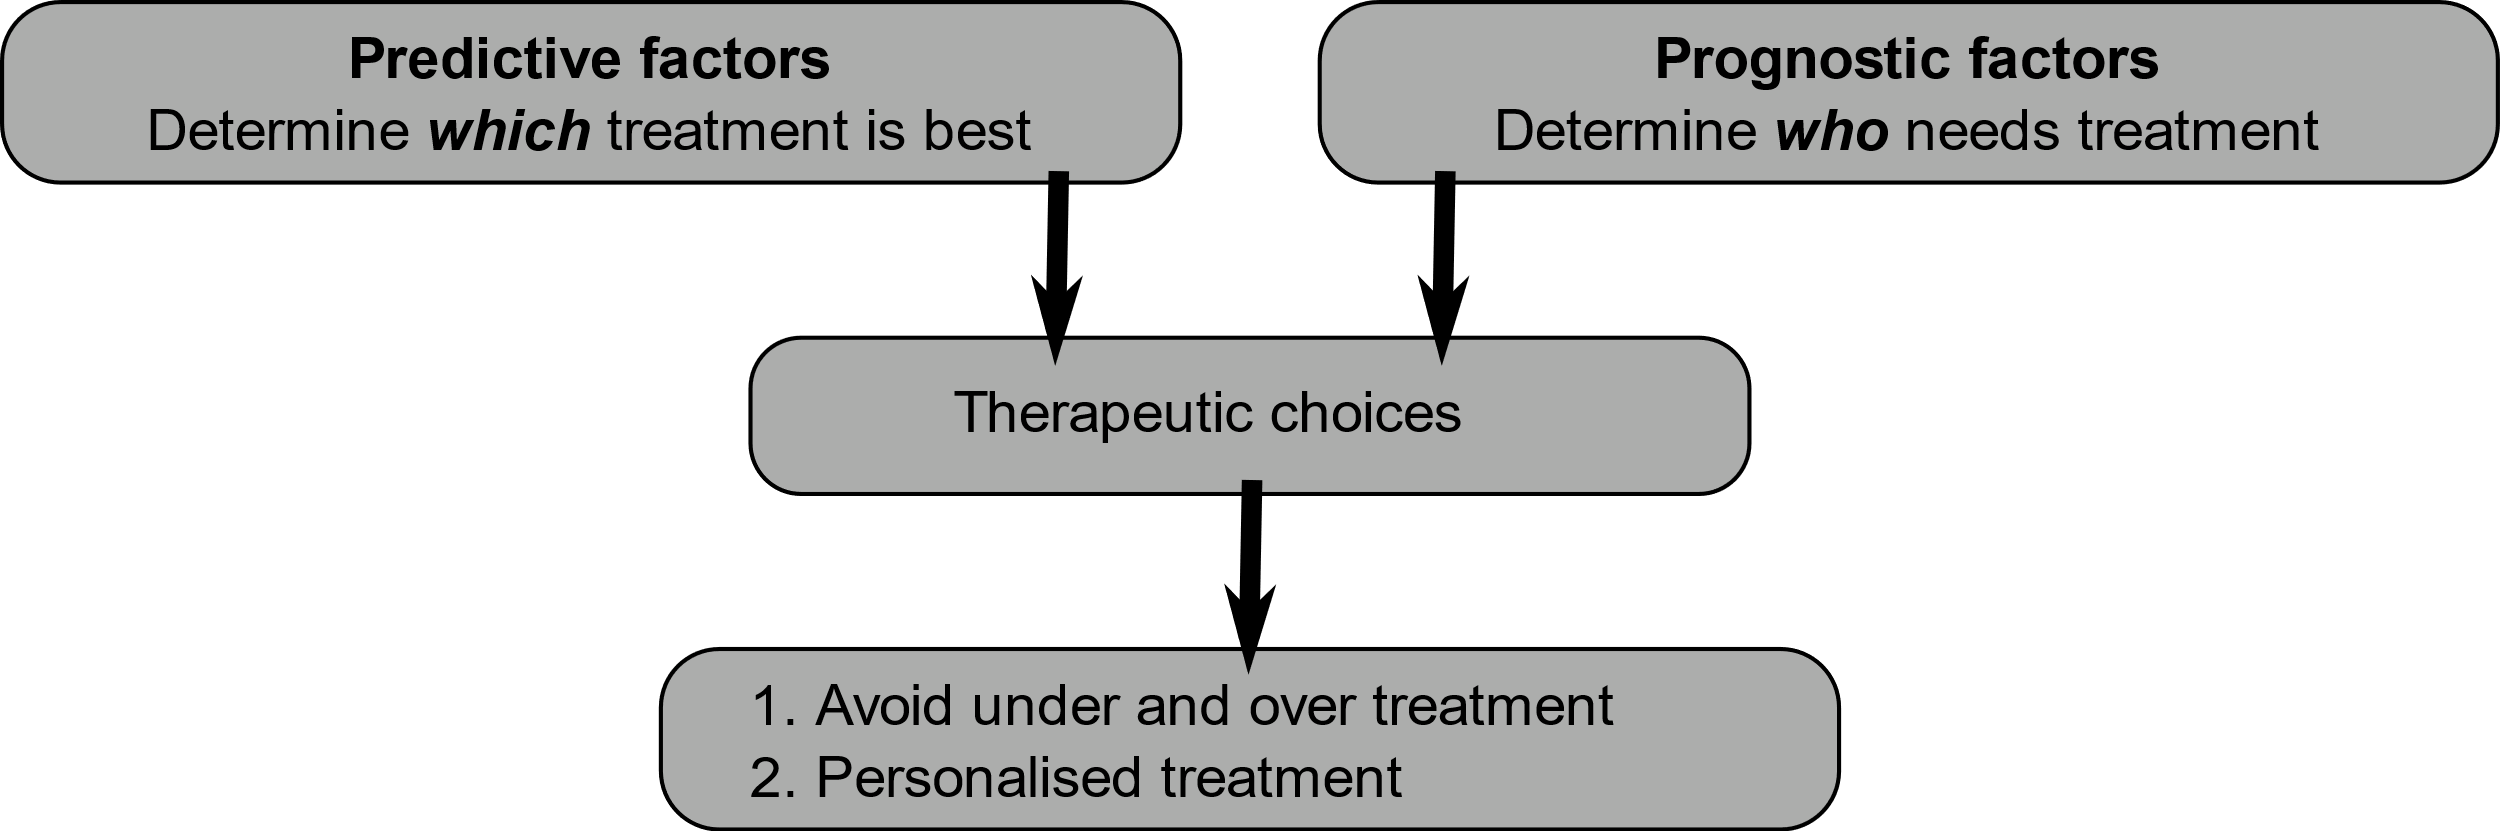 Predictive factors
Determine which treatment is best
Prognostic factors
Determine who needs treatment
Therapeutic choices
1. Avoid under and over treatment
2. Personalised treatment